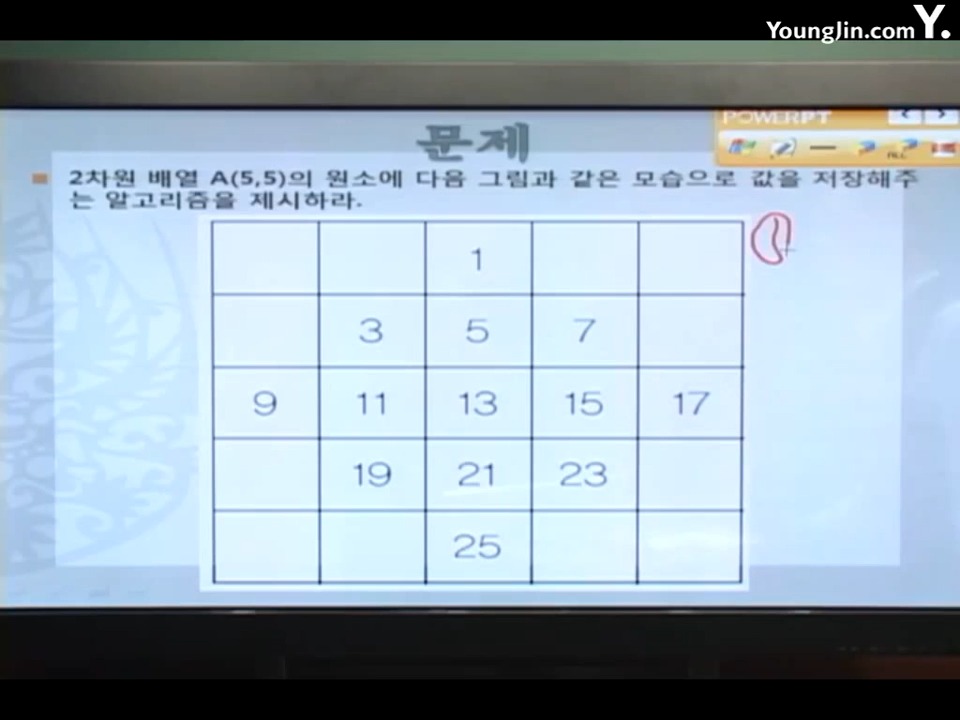 YoungJin.com Y.
POWERPT
문제
2차원 배열 A(5,5)의 원소에 다음 그림과 같은 모습으로 값을 저장해주
는 알고리즘을 제시하라.
1
3 5 7
9 11 13 15 17
19 21 23
25